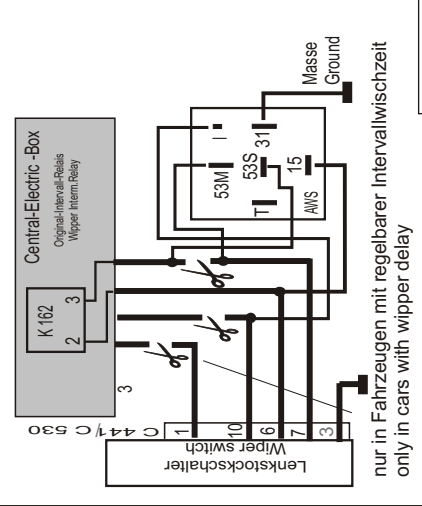 Central-Electric -Box
Original-Intervall-Relais
Wipper Interm.Relay
K 162
2
3
3
C 441/C 530
1
10
6
7
3
Lenkstockschalter
Wiper switch
I
53M
53S
31
T
15
AWS
Masse
Ground
nur in Fahrzeugen mit regelbarer Intervallwischzeit
only in cars with wipper delay